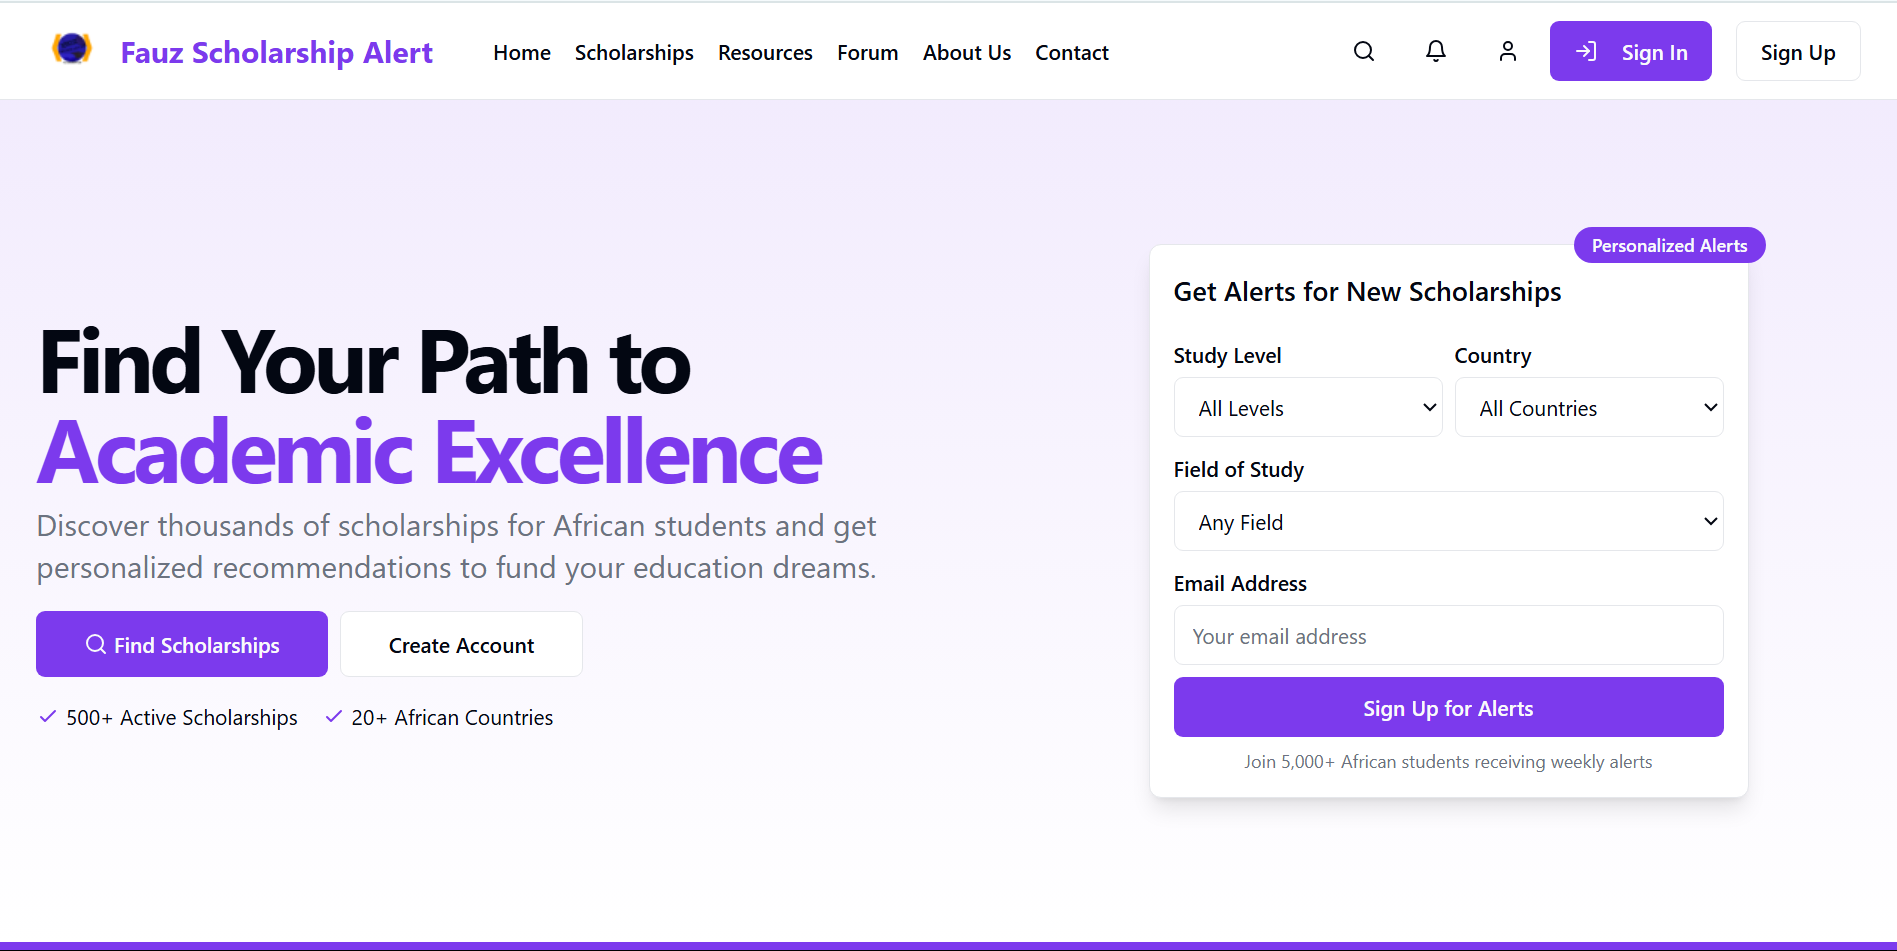 Fauz Scholarship Alert
Home Scholarships Resources Forum About Us Contact
Sign In
Sign Up
Find Your Path to
Academic Excellence
Discover thousands of scholarships for African students and get
personalized recommendations to fund your education dreams.
Find Scholarships
Create Account
500+ Active Scholarships
20+ African Countries
Personalized Alerts
Get Alerts for New Scholarships
Study Level
All Levels
Country
All Countries
Field of Study
Any Field
Email Address
Your email address
Sign Up for Alerts
Join 5,000+ African students receiving weekly alerts